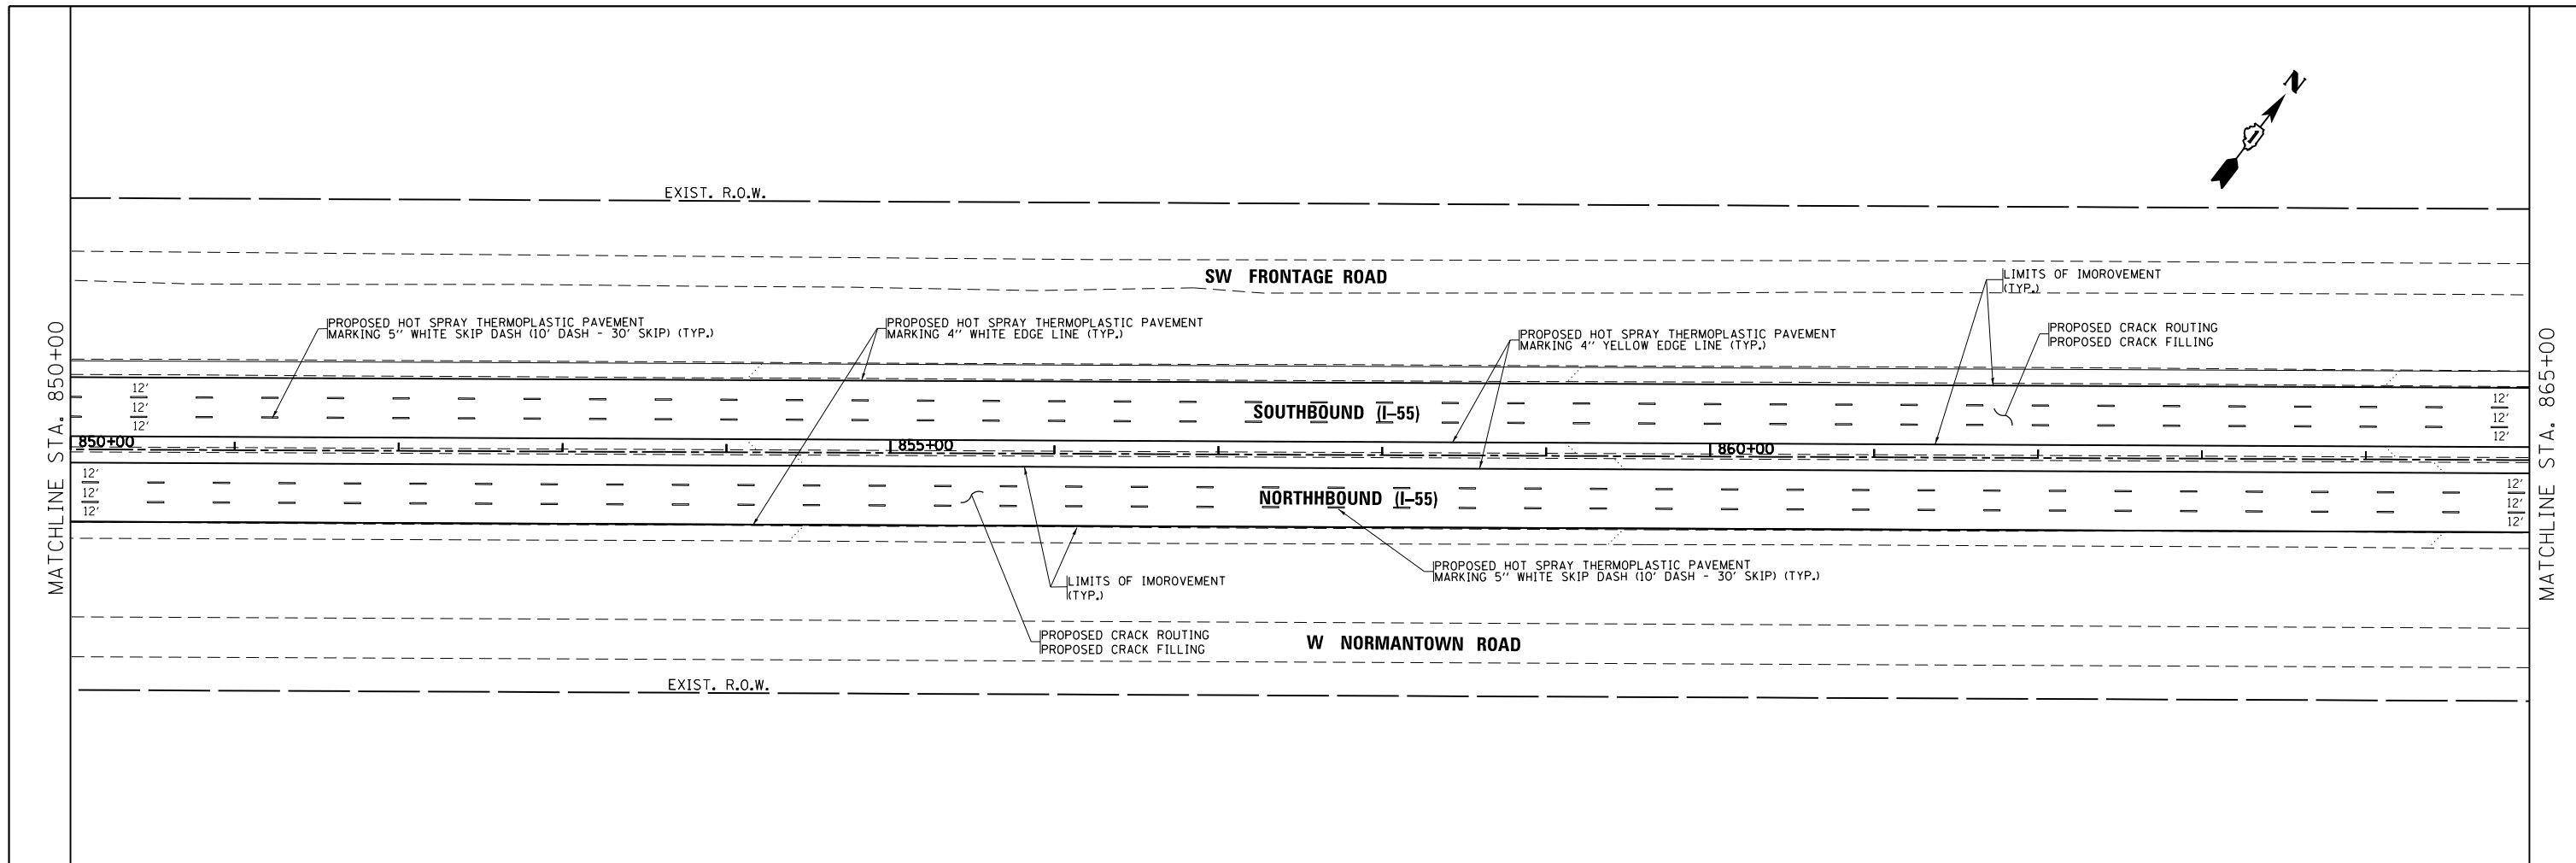 N
EXIST. R.O.W.
SW FRONTAGE ROAD
LIMITS OF IMOROVEMENT
(TYP.)
PROPOSED HOT SPRAY THERMOPLASTIC PAVEMENT
MARKING 5" WHITE SKIP DASH (10' DASH - 30' SKIP) (TYP.)
PROPOSED HOT SPRAY THERMOPLASTIC PAVEMENT
MARKING 4" WHITE EDGE LINE (TYP.)
PROPOSED HOT SPRAY THERMOPLASTIC PAVEMENT
MARKING 4" YELLOW EDGE LINE (TYP.)
PROPOSED CRACK ROUTING
PROPOSED CRACK FILLING
MATCHLINE STA. 850+00
MATCHLINE STA. 865+00
12'
12'
12'
SOUTHBOUND (I-55)
12'
12'
12'
850+00
855+00
860+00
12'
12'
12'
NORTHHBOUND (I-55)
12'
12'
12'
PROPOSED HOT SPRAY THERMOPLASTIC PAVEMENT
MARKING 5" WHITE SKIP DASH (10' DASH - 30' SKIP) (TYP.)
LIMITS OF IMOROVEMENT
(TYP.)
PROPOSED CRACK ROUTING
PROPOSED CRACK FILLING
W NORMANTOWN ROAD
EXIST. R.O.W.